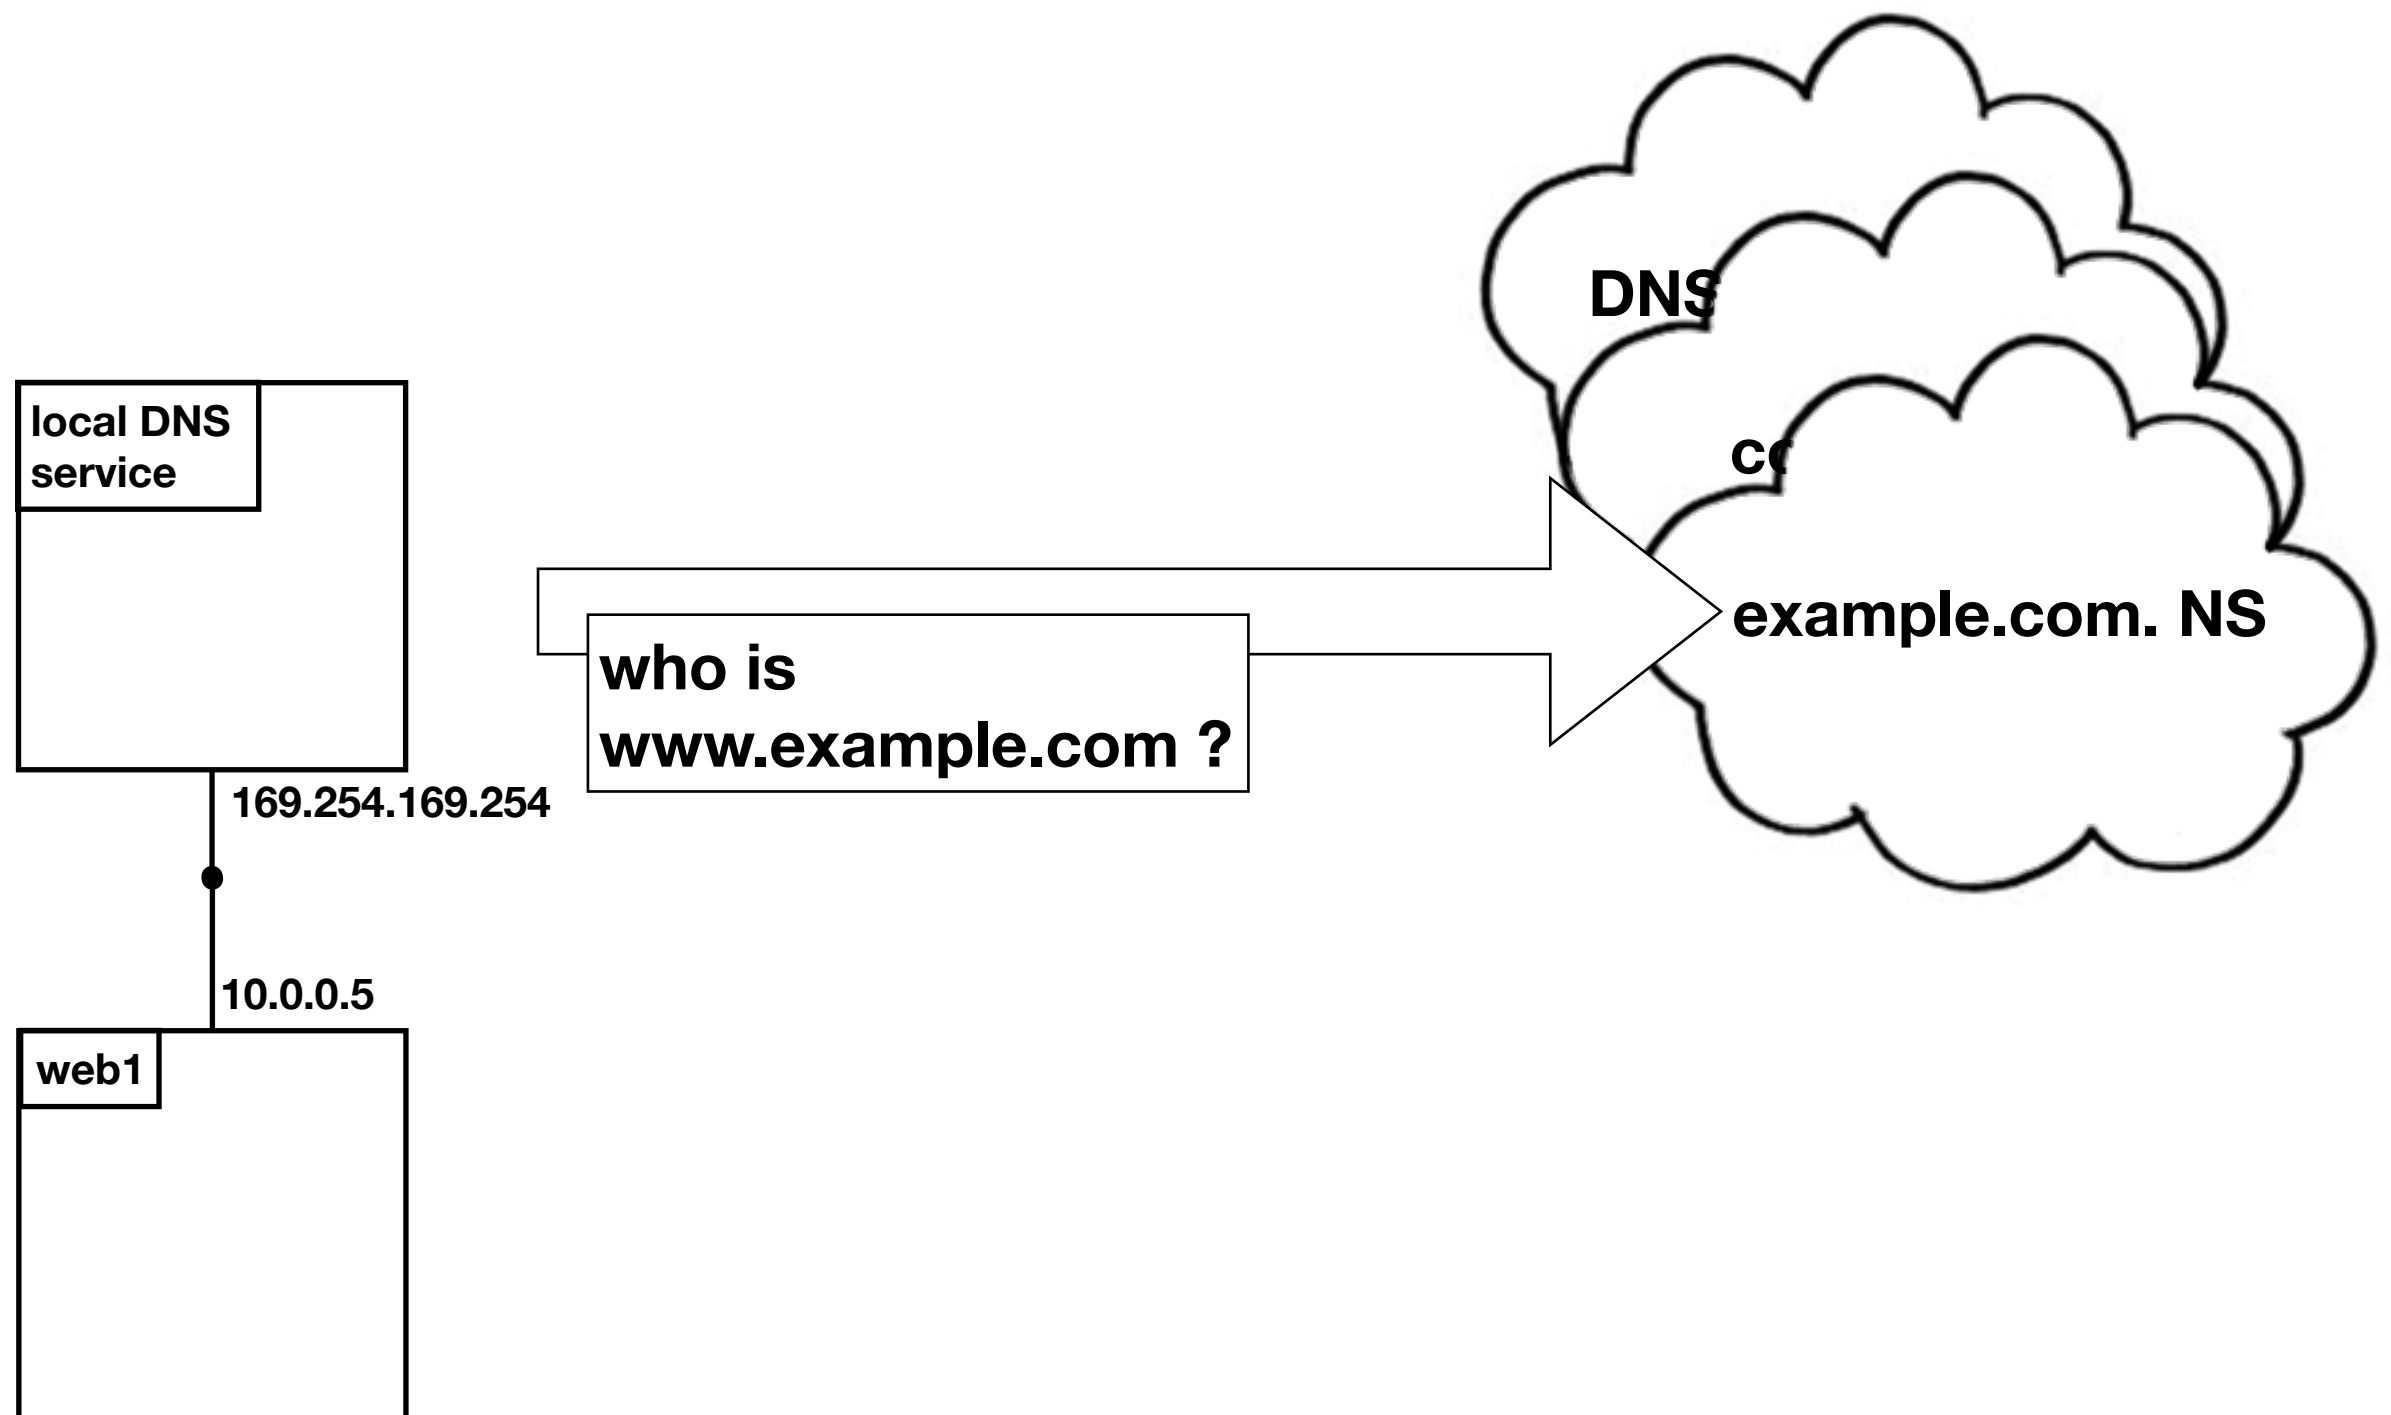 DNS
local DNS
service
example.com. NS
who is
www.example.com ?
169.254.169.254
10.0.0.5
web1